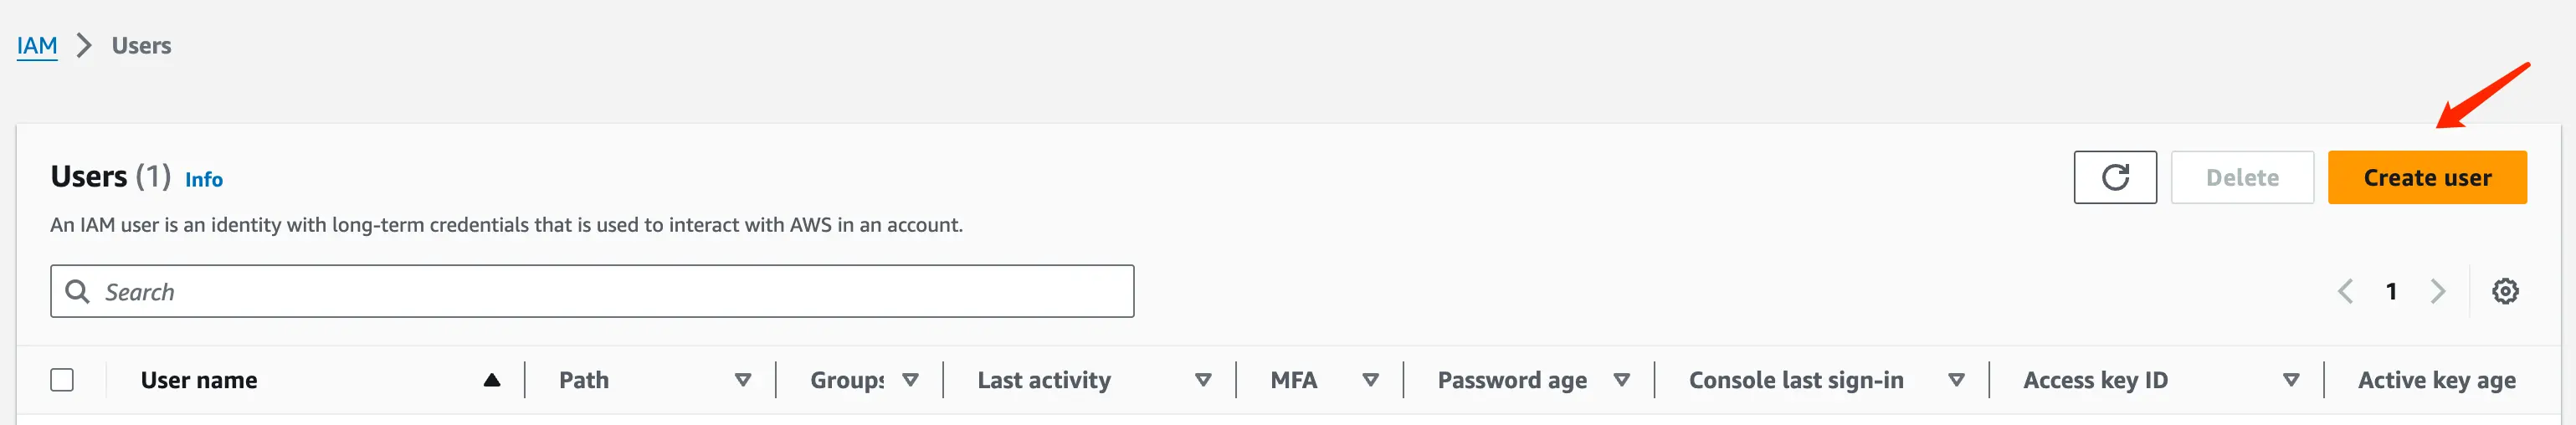 IAM > Users
Users (1) Info
Delete
Create user
An IAM user is an identity with long-term credentials that is used to interact with AWS in an account.
Search
1
User name Path Groups Last activity MFA Password age Console last sign-in Access key ID Active key age